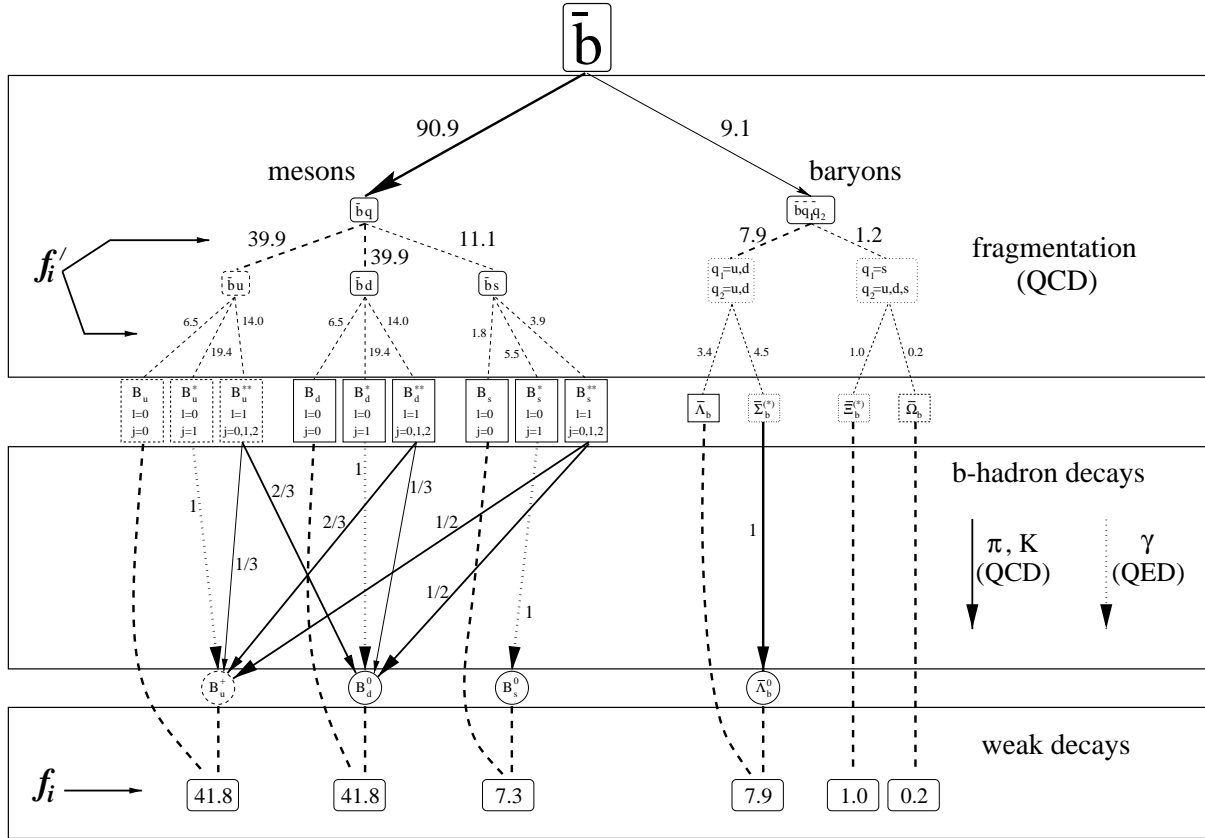 b̄
90.9
9.1
mesons
baryons
b̄q
b̄q̄₁q̄₂
39.9
39.9
11.1
7.9
1.2
fᵢ′
fragmentation
(QCD)
b̄u
b̄d
b̄s
q₁=u,d
q₂=u,d
q₁=s
q₂=u,d,s
6.5
19.4
14.0
6.5
19.4
14.0
1.8
5.5
3.9
3.4
4.5
1.0
0.2
B_u
l=0
j=0
B_u^*
l=0
j=1
B_u^**
l=1
j=0,1,2
B_d
l=0
j=0
B_d^*
l=0
j=1
B_d^**
l=1
j=0,1,2
B_s
l=0
j=0
B_s^*
l=0
j=1
B_s^**
l=1
j=0,1,2
Λ̄_b
Σ̄_b^(*)
Ξ̄_b^(*)
Ω̄_b
b-hadron decays
1
1/3
2/3
2/3
1
1/3
1/2
1/2
1
1
π, K
(QCD)
γ
(QED)
B_u^+
B_d^0
B_s^0
Λ̄_b^0
weak decays
fᵢ
41.8
41.8
7.3
7.9
1.0
0.2